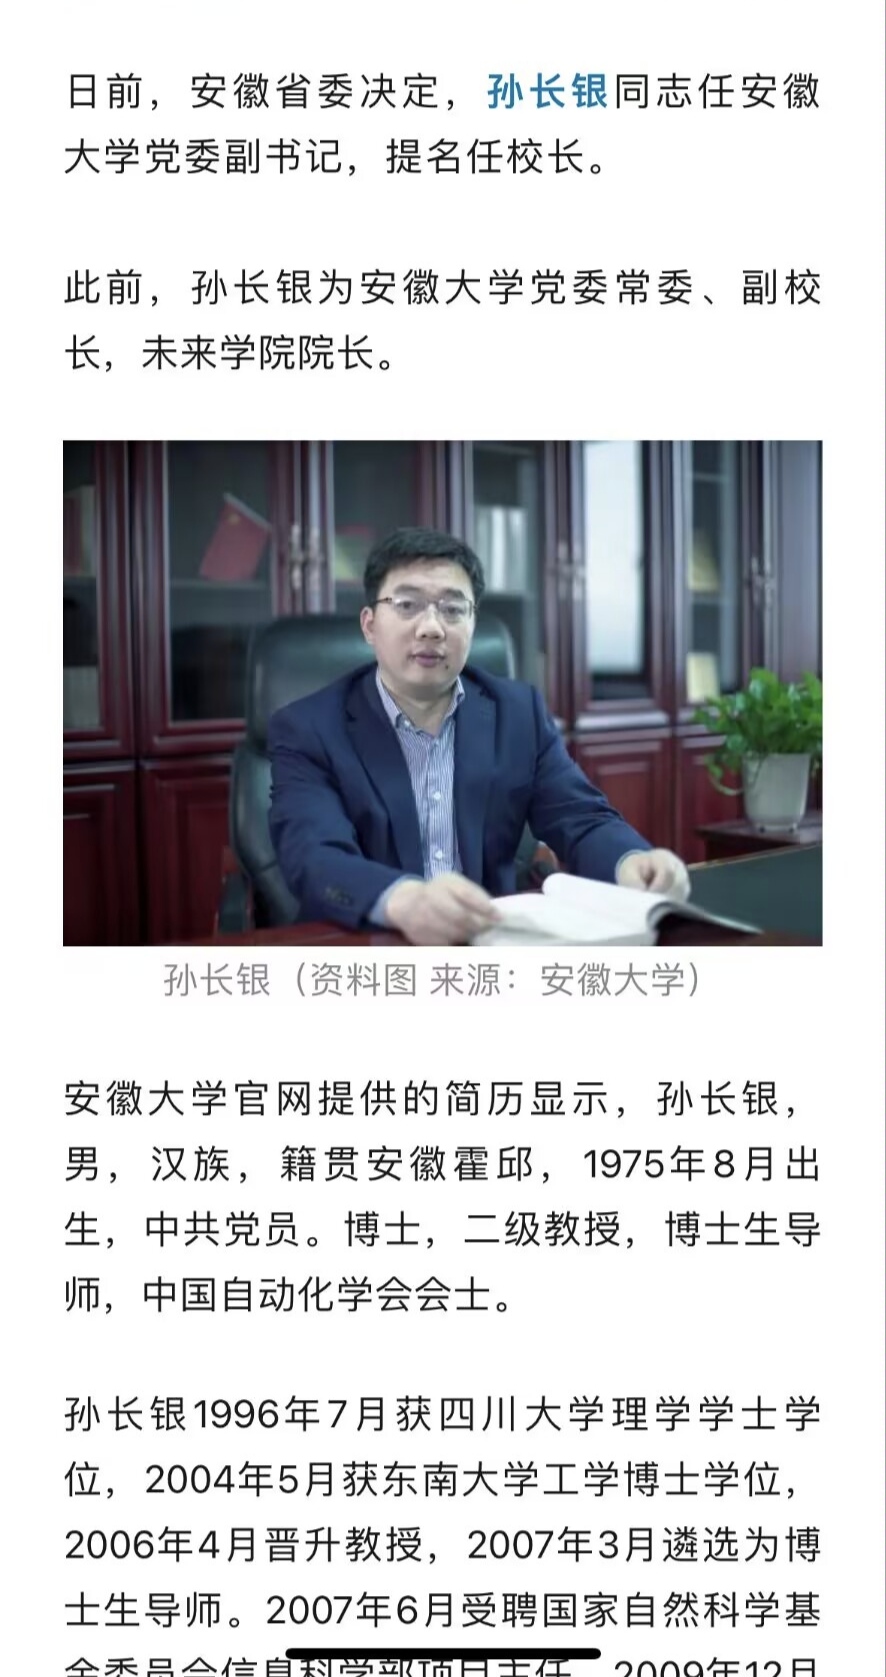 日前，安徽省委决定，孙长银同志任安徽
大学党委副书记，提名任校长。
此前，孙长银为安徽大学党委常委、副校
长，未来学院院长。
孙长银（资料图 来源：安徽大学）
安徽大学官网提供的简历显示，孙长银，
男，汉族，籍贯安徽霍邱，1975年8月出
生，中共党员。博士，二级教授，博士生导
师，中国自动化学会会士。
孙长银1996年7月获四川大学理学学士学
位，2004年5月获东南大学工学博士学位，
2006年4月晋升教授，2007年3月遴选为博
士生导师。2007年6月受聘国家自然科学基
金委员会信息科学部项目主任，2009年12月